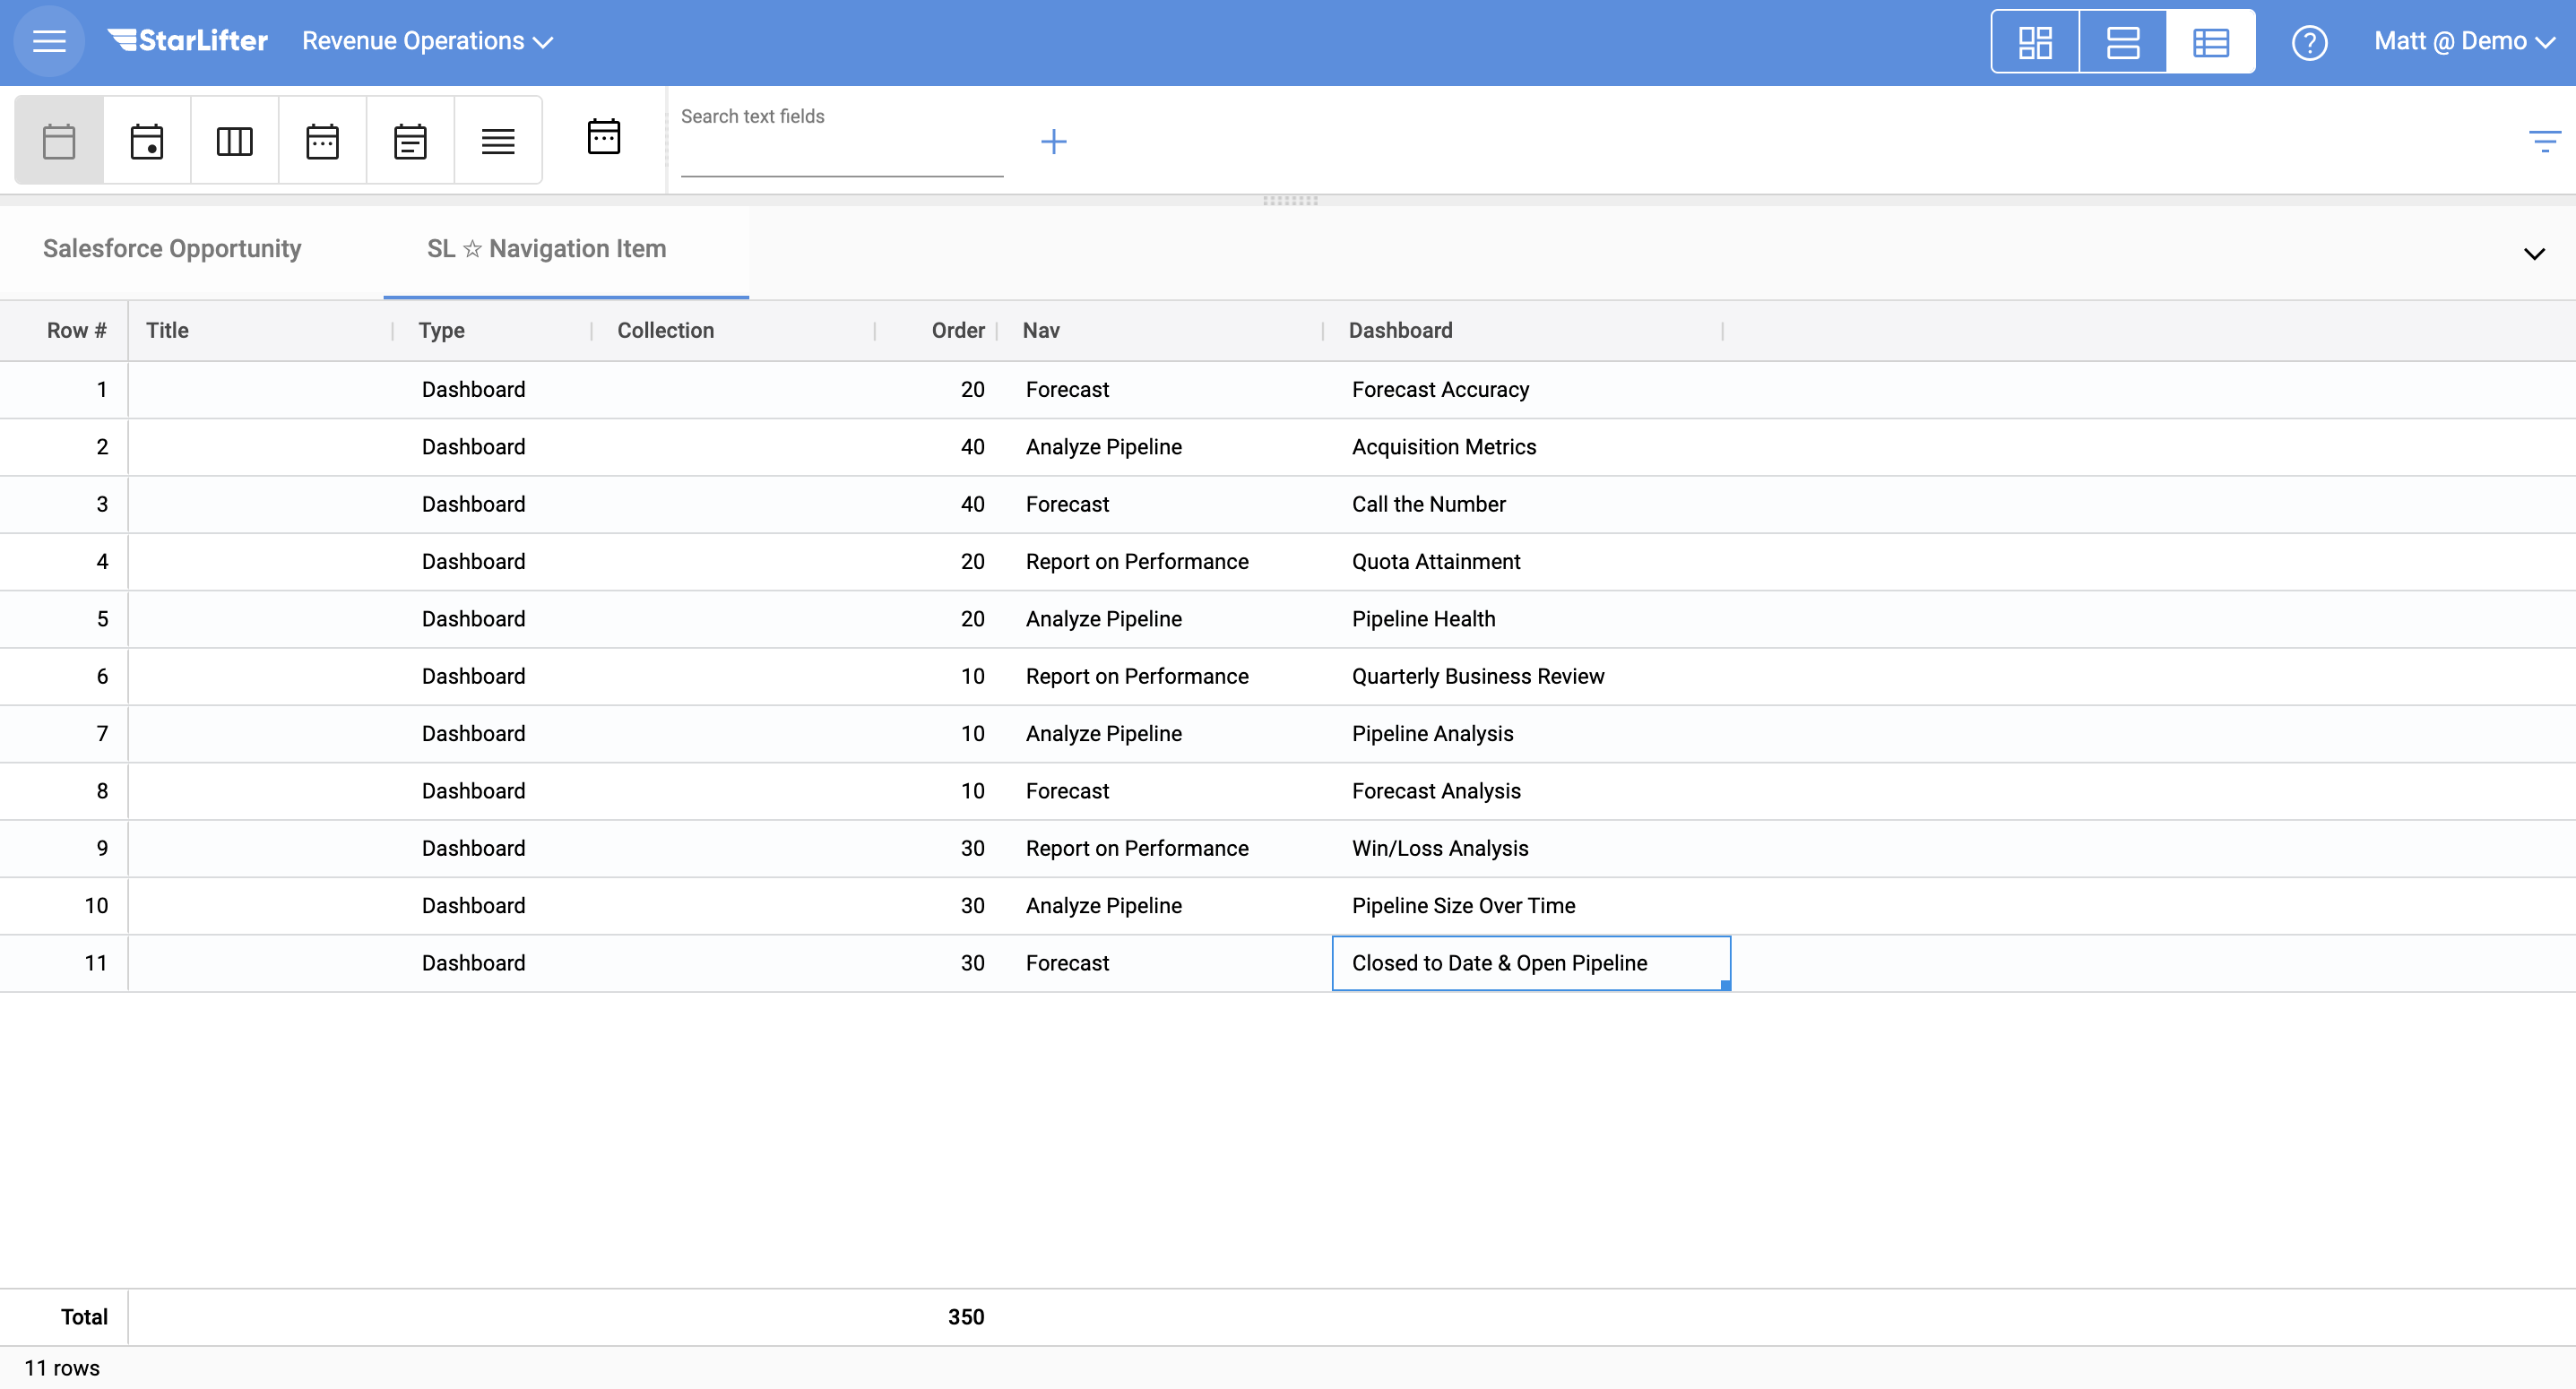 StarLifter Revenue Operations Matt @ Demo
Search text fields
Salesforce Opportunity SL ☆ Navigation Item
Row # Title Type Collection Order Nav Dashboard
1 Dashboard 20 Forecast Forecast Accuracy
2 Dashboard 40 Analyze Pipeline Acquisition Metrics
3 Dashboard 40 Forecast Call the Number
4 Dashboard 20 Report on Performance Quota Attainment
5 Dashboard 20 Analyze Pipeline Pipeline Health
6 Dashboard 10 Report on Performance Quarterly Business Review
7 Dashboard 10 Analyze Pipeline Pipeline Analysis
8 Dashboard 10 Forecast Forecast Analysis
9 Dashboard 30 Report on Performance Win/Loss Analysis
10 Dashboard 30 Analyze Pipeline Pipeline Size Over Time
11 Dashboard 30 Forecast Closed to Date & Open Pipeline
Total 350
11 rows